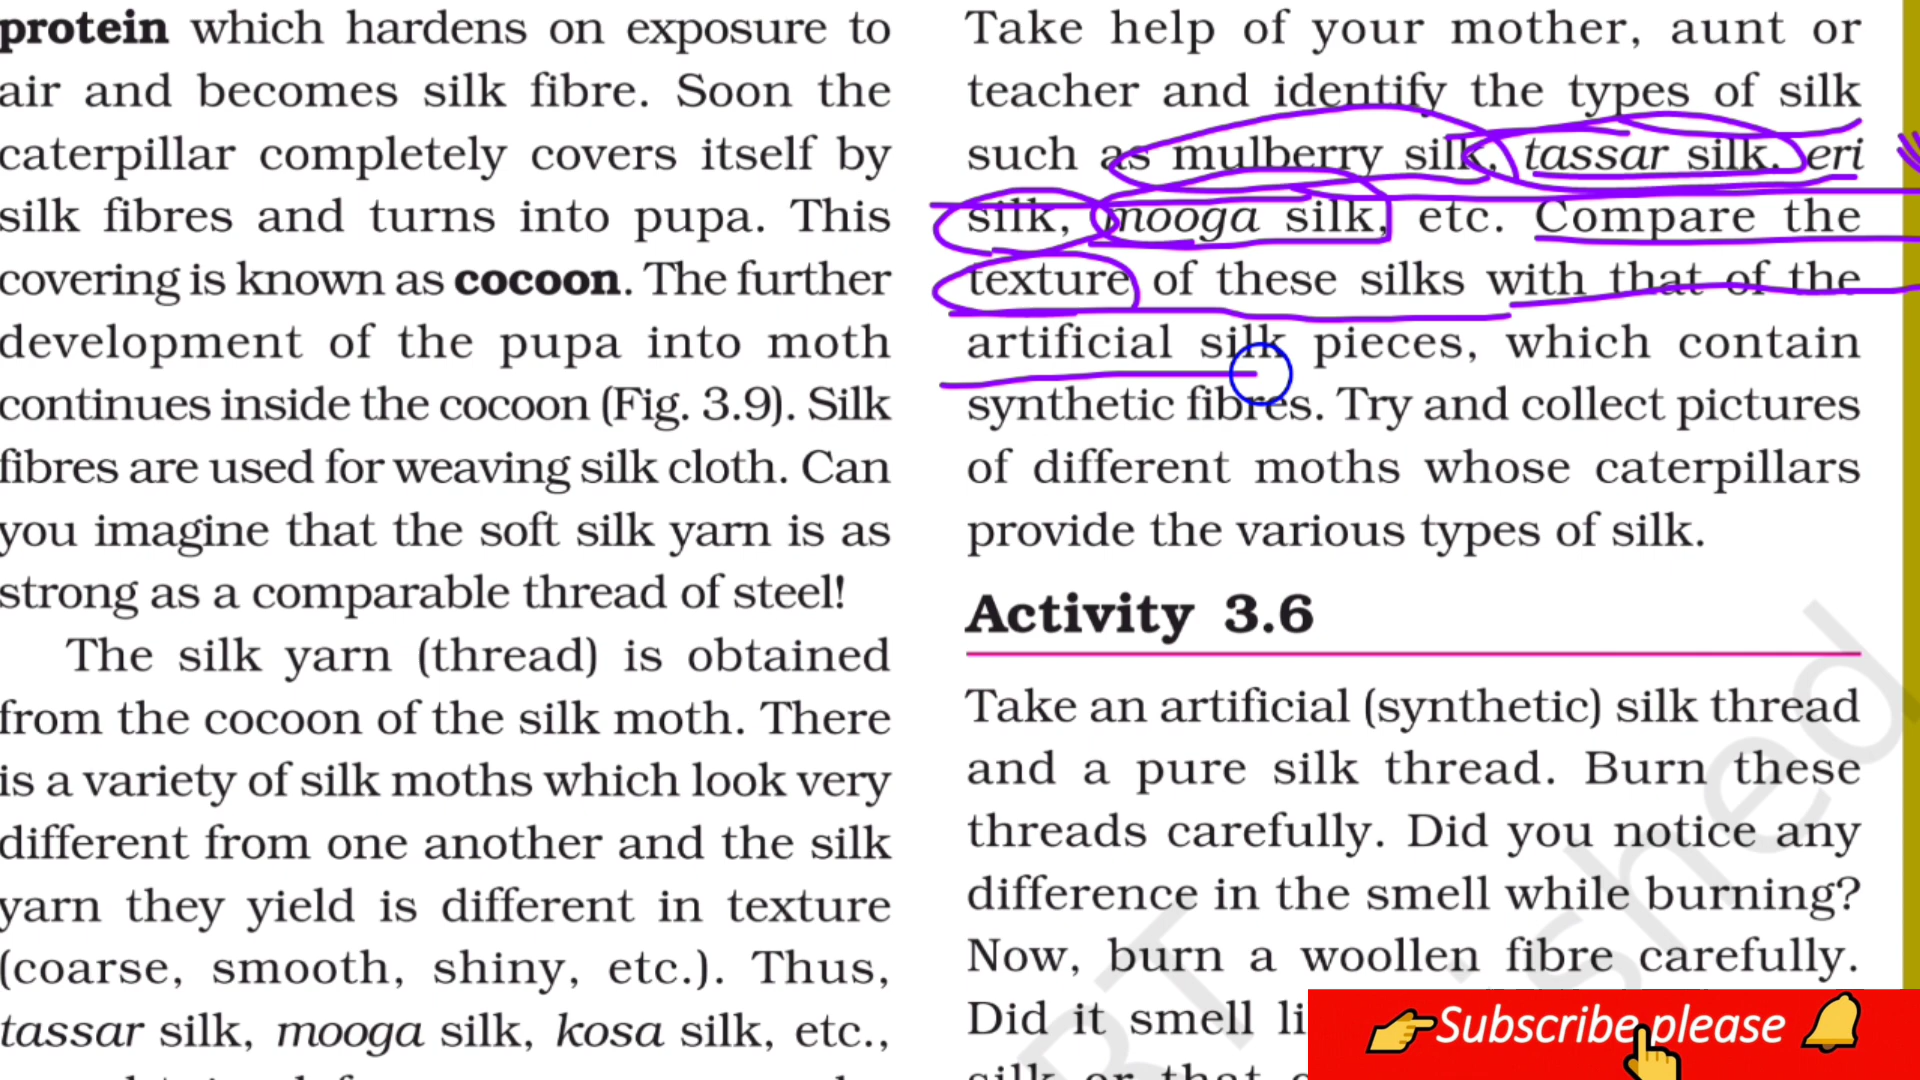 protein which hardens on exposure to
air and becomes silk fibre. Soon the
caterpillar completely covers itself by
silk fibres and turns into pupa. This
covering is known as cocoon. The further
development of the pupa into moth
continues inside the cocoon (Fig. 3.9). Silk
fibres are used for weaving silk cloth. Can
you imagine that the soft silk yarn is as
strong as a comparable thread of steel!
The silk yarn (thread) is obtained
from the cocoon of the silk moth. There
is a variety of silk moths which look very
different from one another and the silk
yarn they yield is different in texture
(coarse, smooth, shiny, etc.). Thus,
tassar silk, mooga silk, kosa silk, etc.,
Take help of your mother, aunt or
teacher and identify the types of silk
such as mulberry silk, tassar silk, eri
silk, mooga silk, etc. Compare the
texture of these silks with that of the
artificial silk pieces, which contain
synthetic fibres. Try and collect pictures
of different moths whose caterpillars
provide the various types of silk.
Activity 3.6
Take an artificial (synthetic) silk thread
and a pure silk thread. Burn these
threads carefully. Did you notice any
difference in the smell while burning?
Now, burn a woollen fibre carefully.
Did it smell
silk or that
Subscribe please